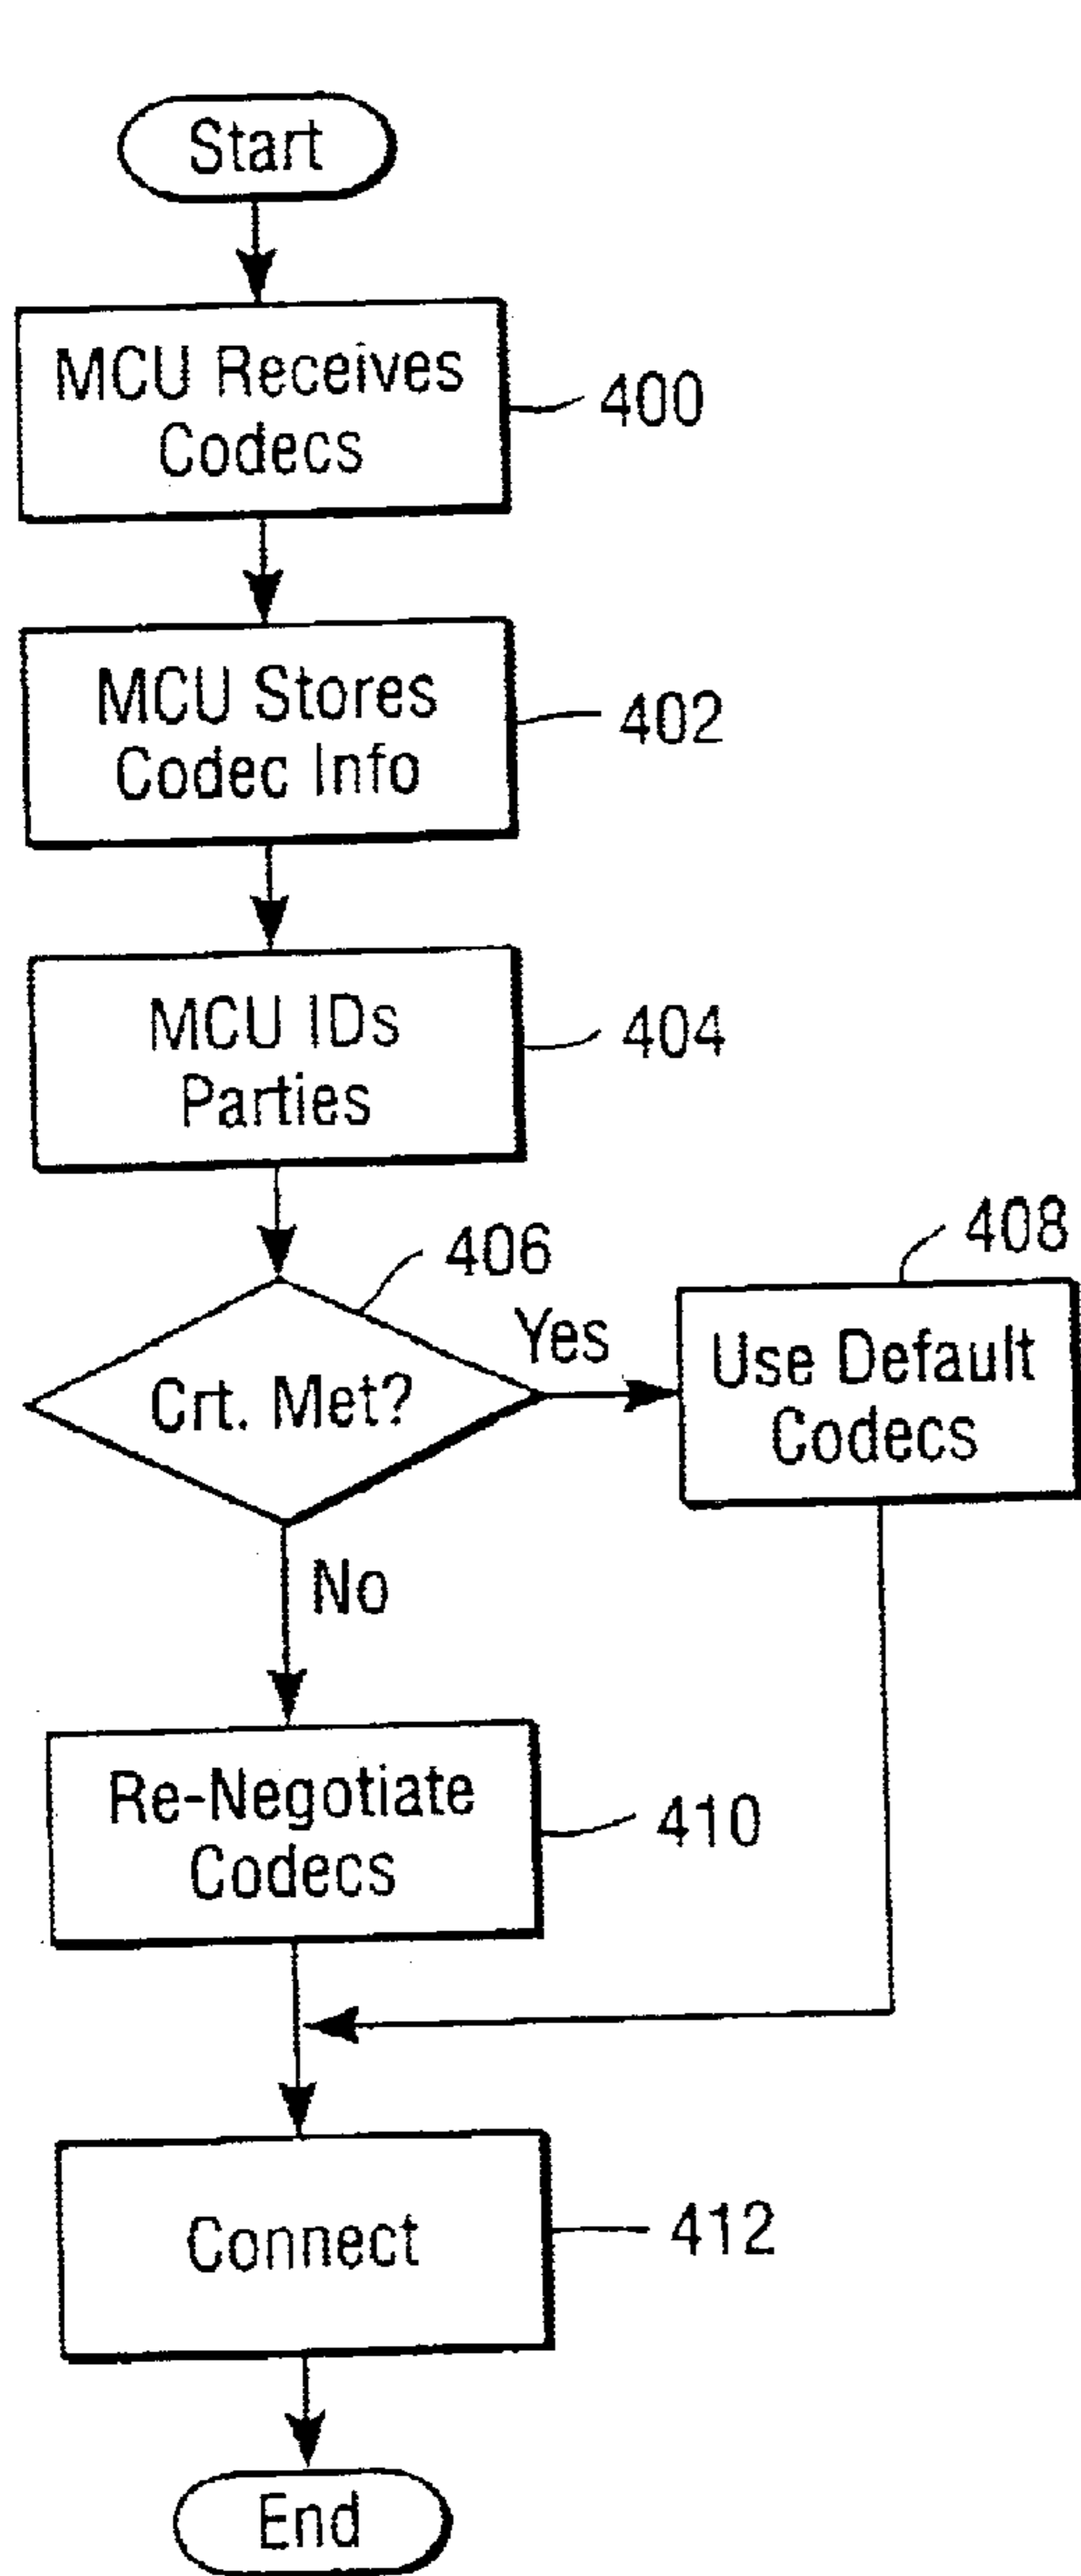 Start
MCU Receives
Codecs
400
MCU Stores
Codec Info
402
MCU IDs
Parties
404
406
Crt. Met?
Yes
408
Use Default
Codecs
No
Re-Negotiate
Codecs
410
Connect
412
End